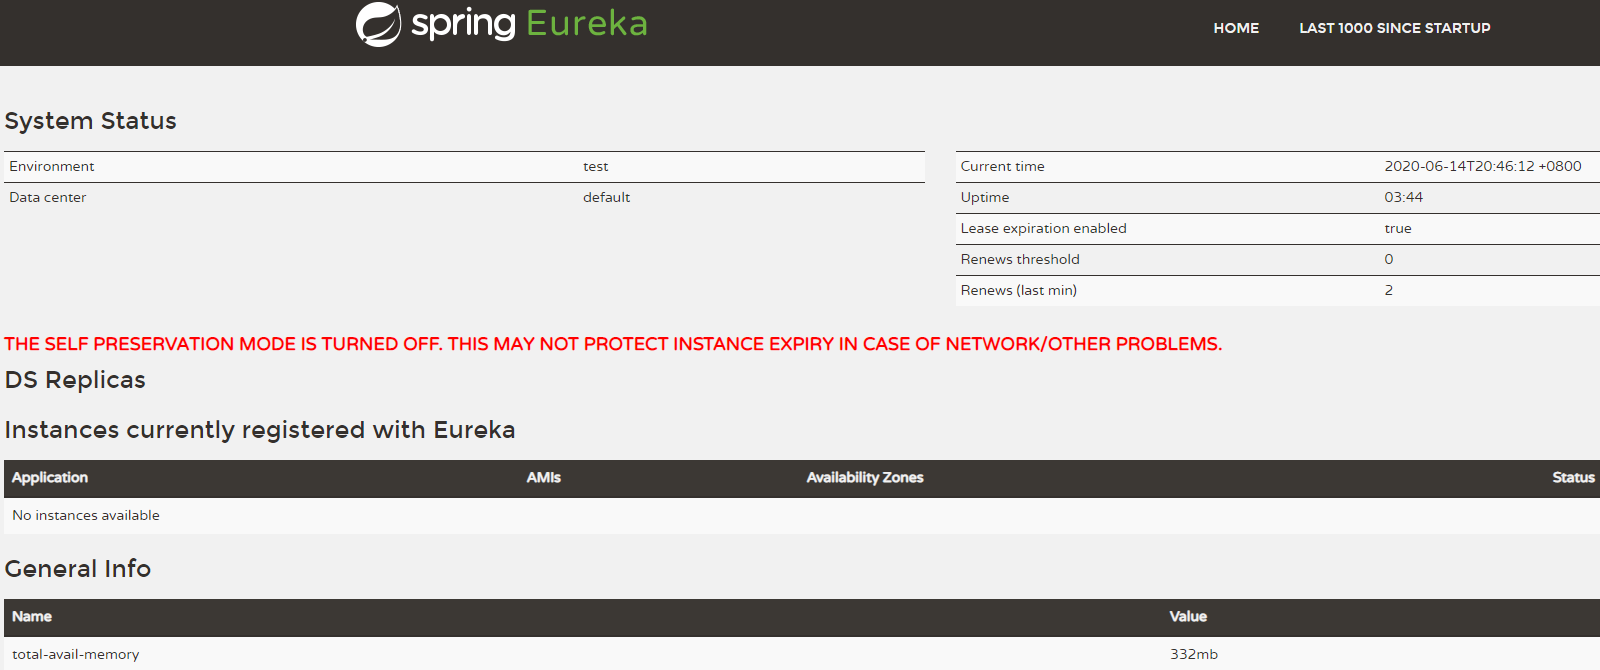 spring Eureka
HOME LAST 1000 SINCE STARTUP
System Status
Environment test
Data center default
Current time 2020-06-14T20:46:12 +0800
Uptime 03:44
Lease expiration enabled true
Renews threshold 0
Renews (last min) 2
THE SELF PRESERVATION MODE IS TURNED OFF. THIS MAY NOT PROTECT INSTANCE EXPIRY IN CASE OF NETWORK/OTHER PROBLEMS.
DS Replicas
Instances currently registered with Eureka
Application AMIs Availability Zones Status
No instances available
General Info
Name Value
total-avail-memory 332mb